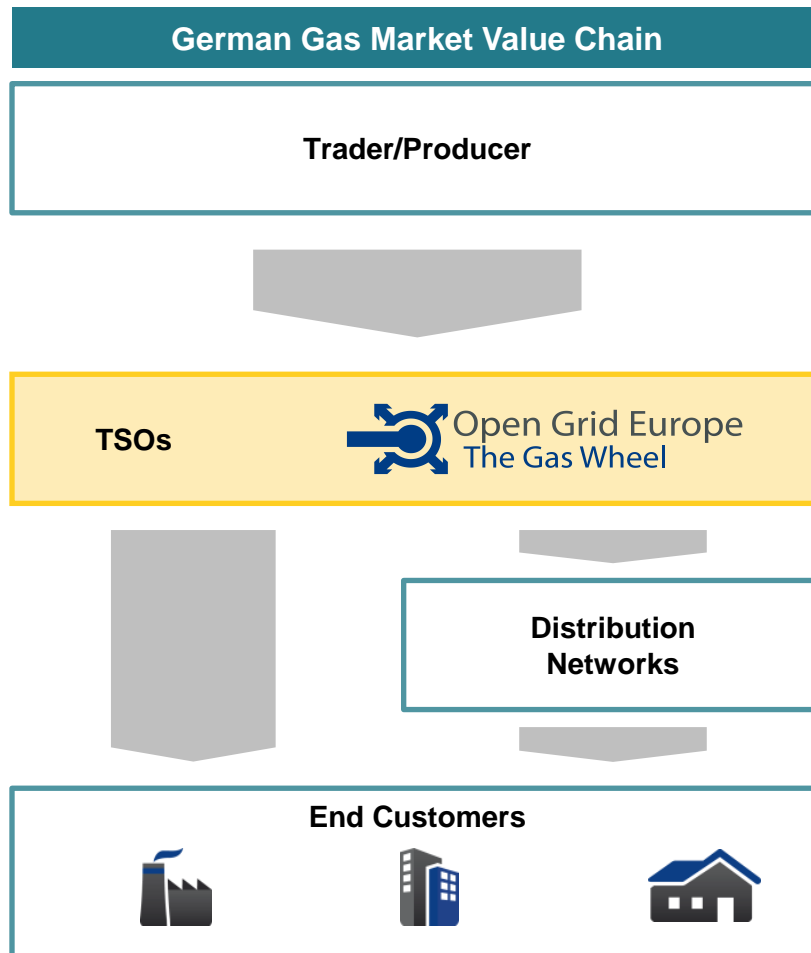 German Gas Market Value Chain
Trader/Producer
TSOs
Open Grid Europe
The Gas Wheel
Distribution
Networks
End Customers